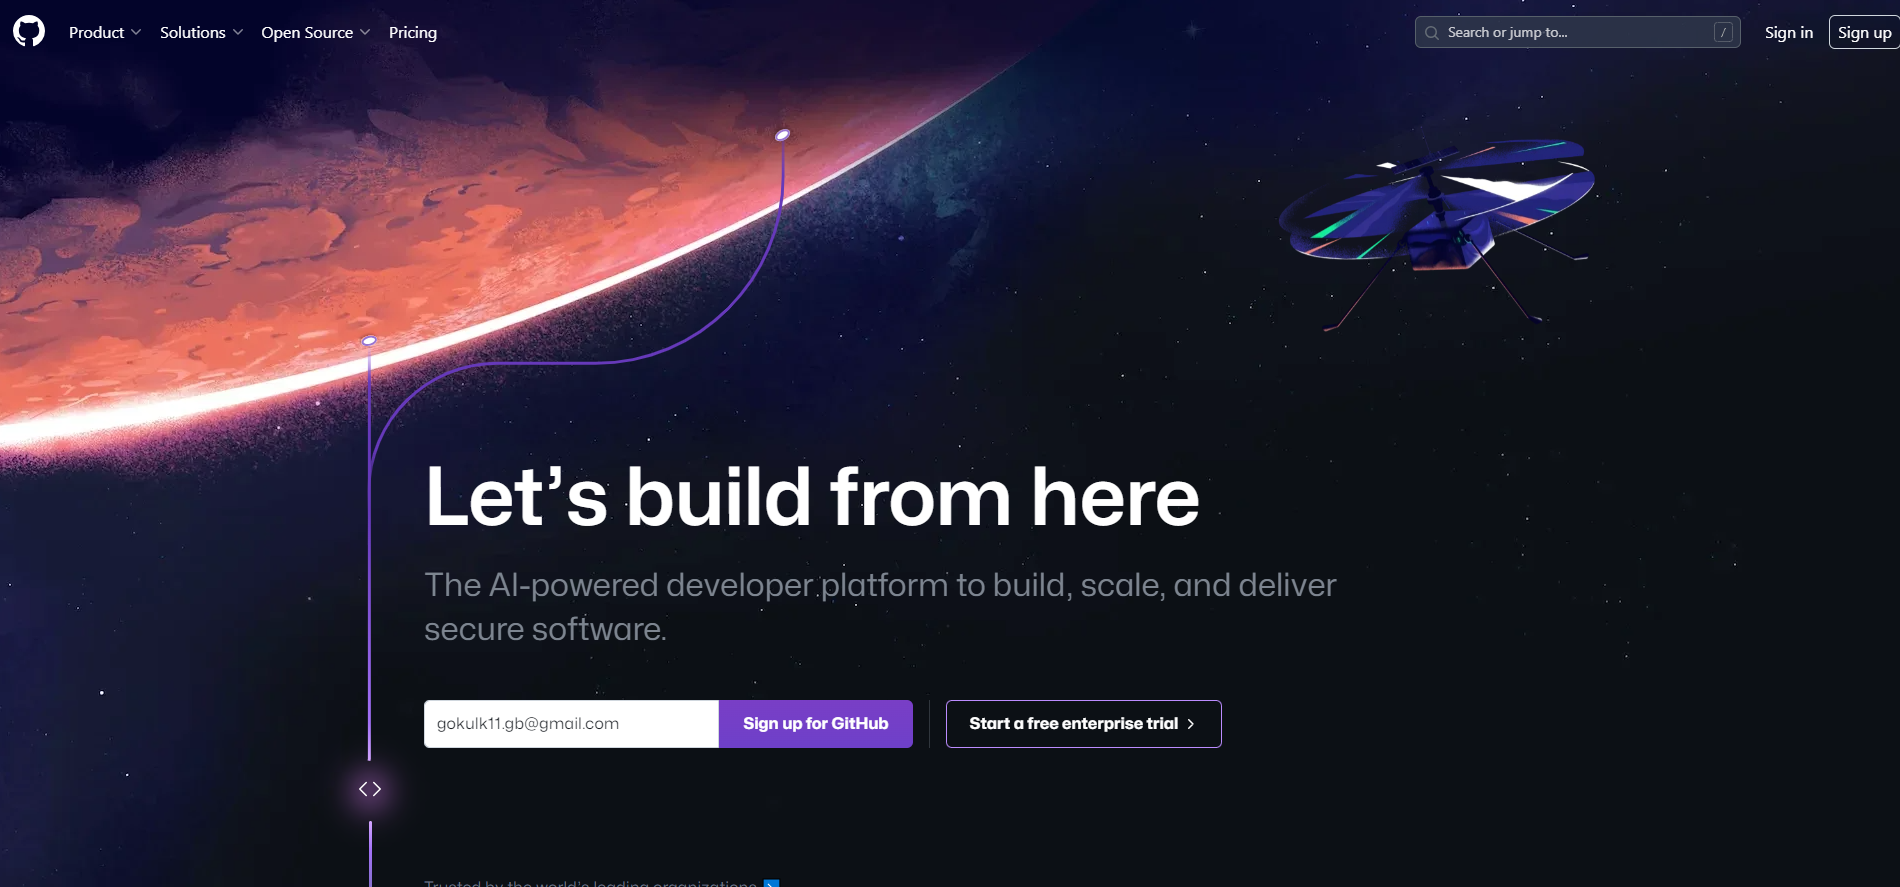 Product Solutions Open Source Pricing Search or jump to... / Sign in Sign up
Let's build from here
The AI-powered developer platform to build, scale, and deliver
secure software.
gokulk11.gb@gmail.com Sign up for GitHub Start a free enterprise trial
Trusted by the world's leading organizations